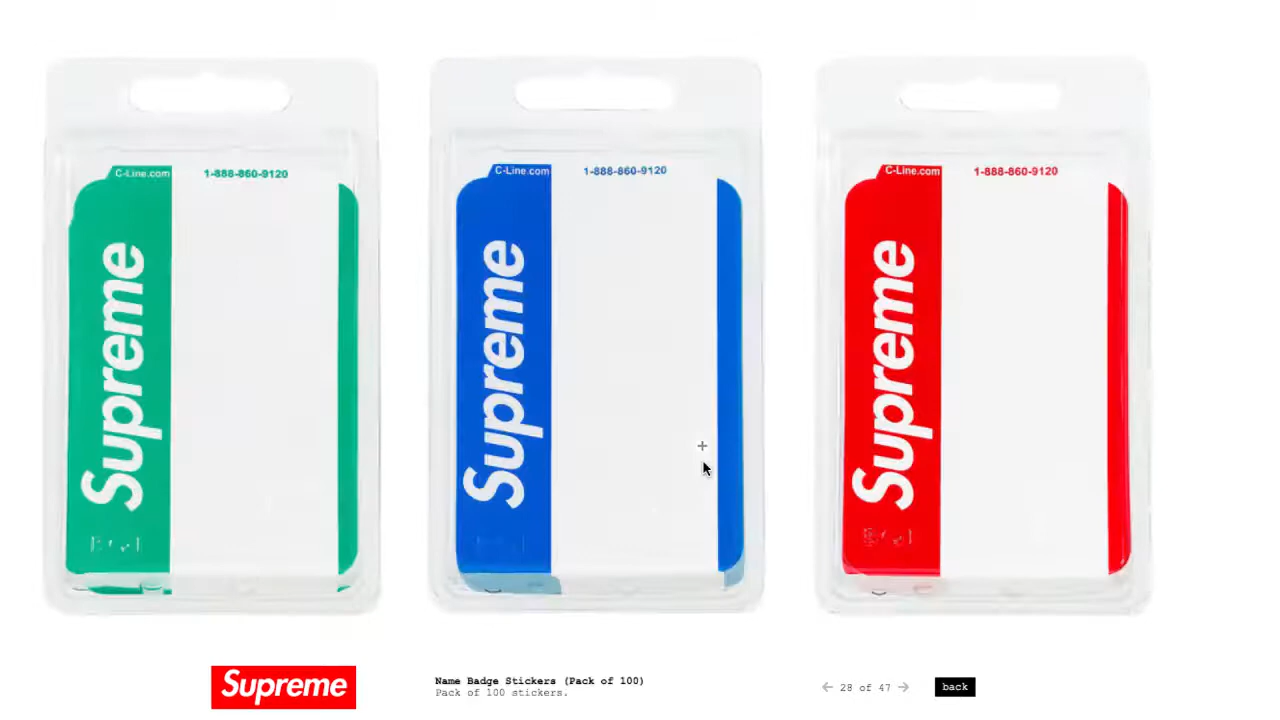 C-Line.com
1-888-860-9120
Supreme
C-Line.com
1-888-860-9120
Supreme
C-Line.com
1-888-860-9120
Supreme
Supreme
Name Badge Stickers (Pack of 100)
Pack of 100 stickers.
← 28 of 47 →
back